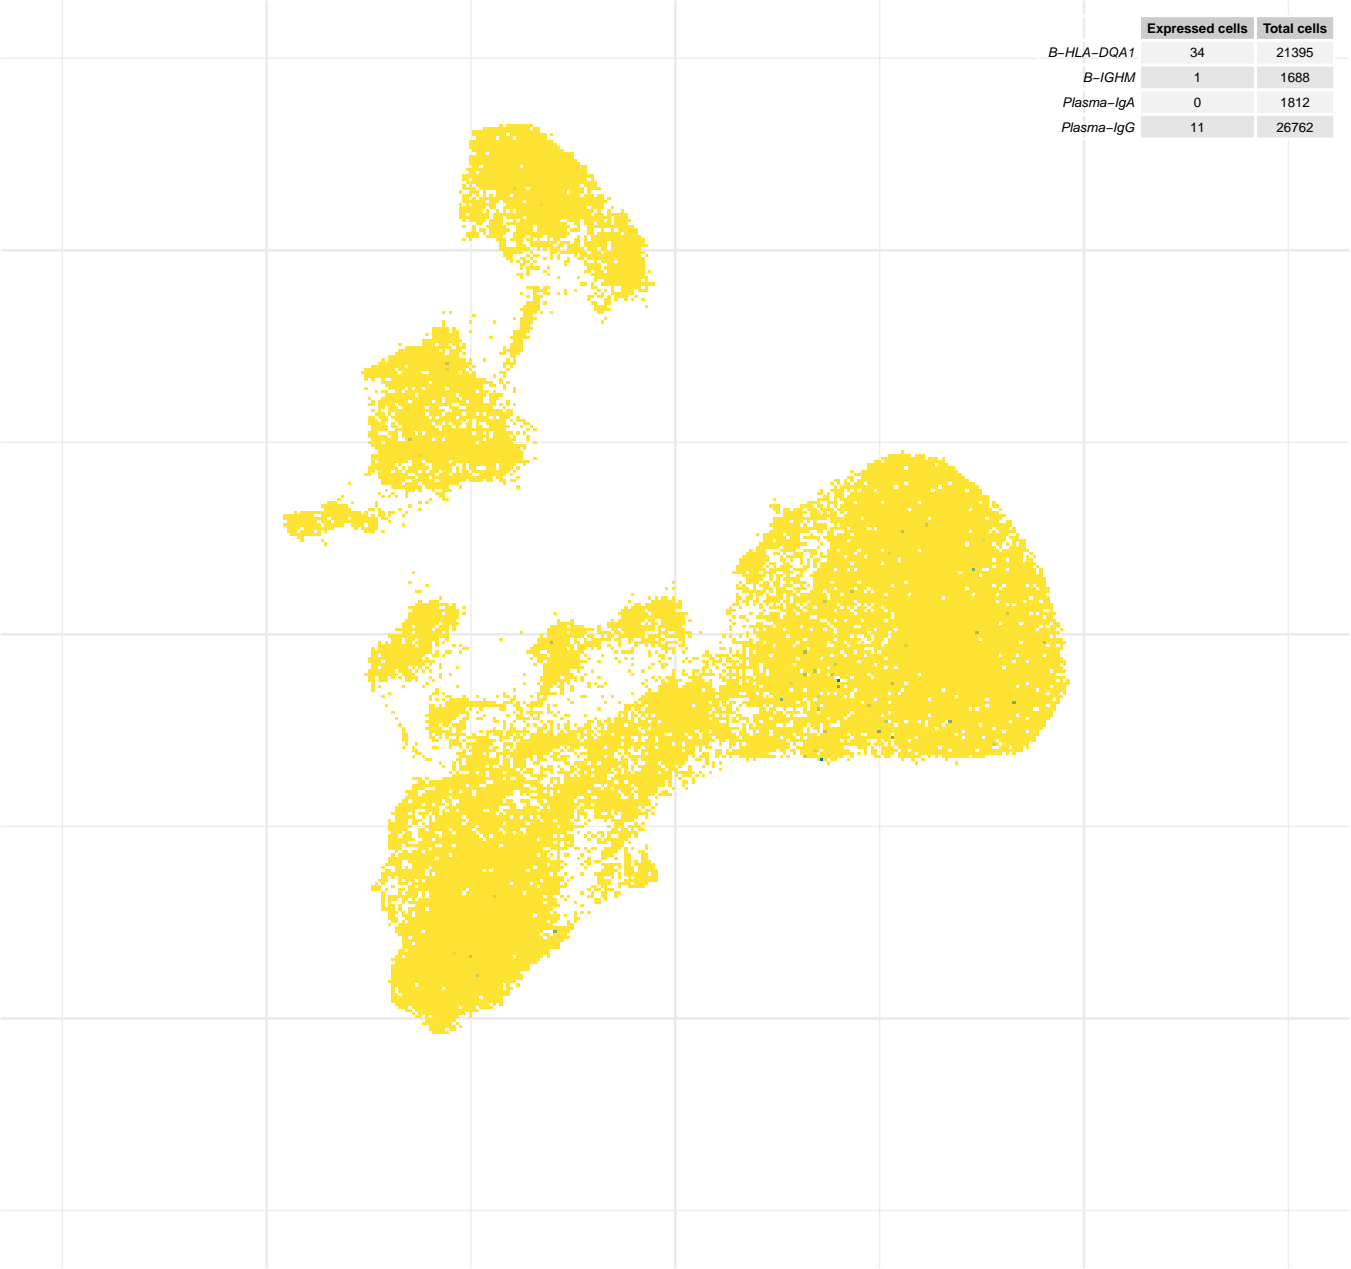 Expressed cells Total cells
B−HLA−DQA1 34 21395
B−IGHM 1 1688
Plasma−IgA 0 1812
Plasma−IgG 11 26762